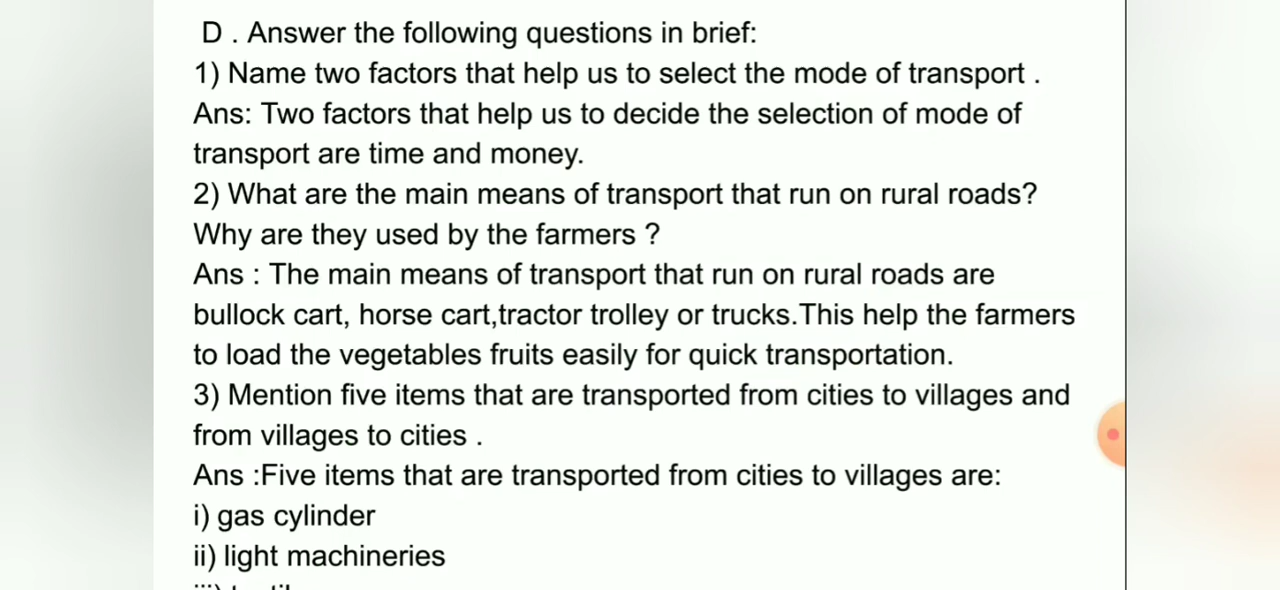 D . Answer the following questions in brief:
1) Name two factors that help us to select the mode of transport .
Ans: Two factors that help us to decide the selection of mode of
transport are time and money.
2) What are the main means of transport that run on rural roads?
Why are they used by the farmers ?
Ans : The main means of transport that run on rural roads are
bullock cart, horse cart,tractor trolley or trucks.This help the farmers
to load the vegetables fruits easily for quick transportation.
3) Mention five items that are transported from cities to villages and
from villages to cities .
Ans :Five items that are transported from cities to villages are:
i) gas cylinder
ii) light machineries